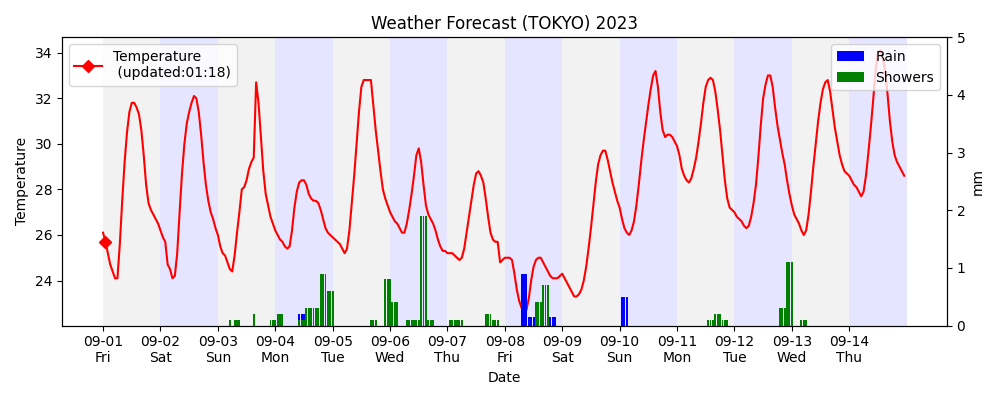 Weather Forecast (TOKYO) 2023
Temperature
(updated:01:18)
Rain
Showers
Temperature
34
32
30
28
26
24
5
4
3
2
1
0
mm
09-01 09-02 09-03 09-04 09-05 09-06 09-07 09-08 09-09 09-10 09-11 09-12 09-13 09-14
Fri Sat Sun Mon Tue Wed Thu Fri Sat Sun Mon Tue Wed Thu
Date